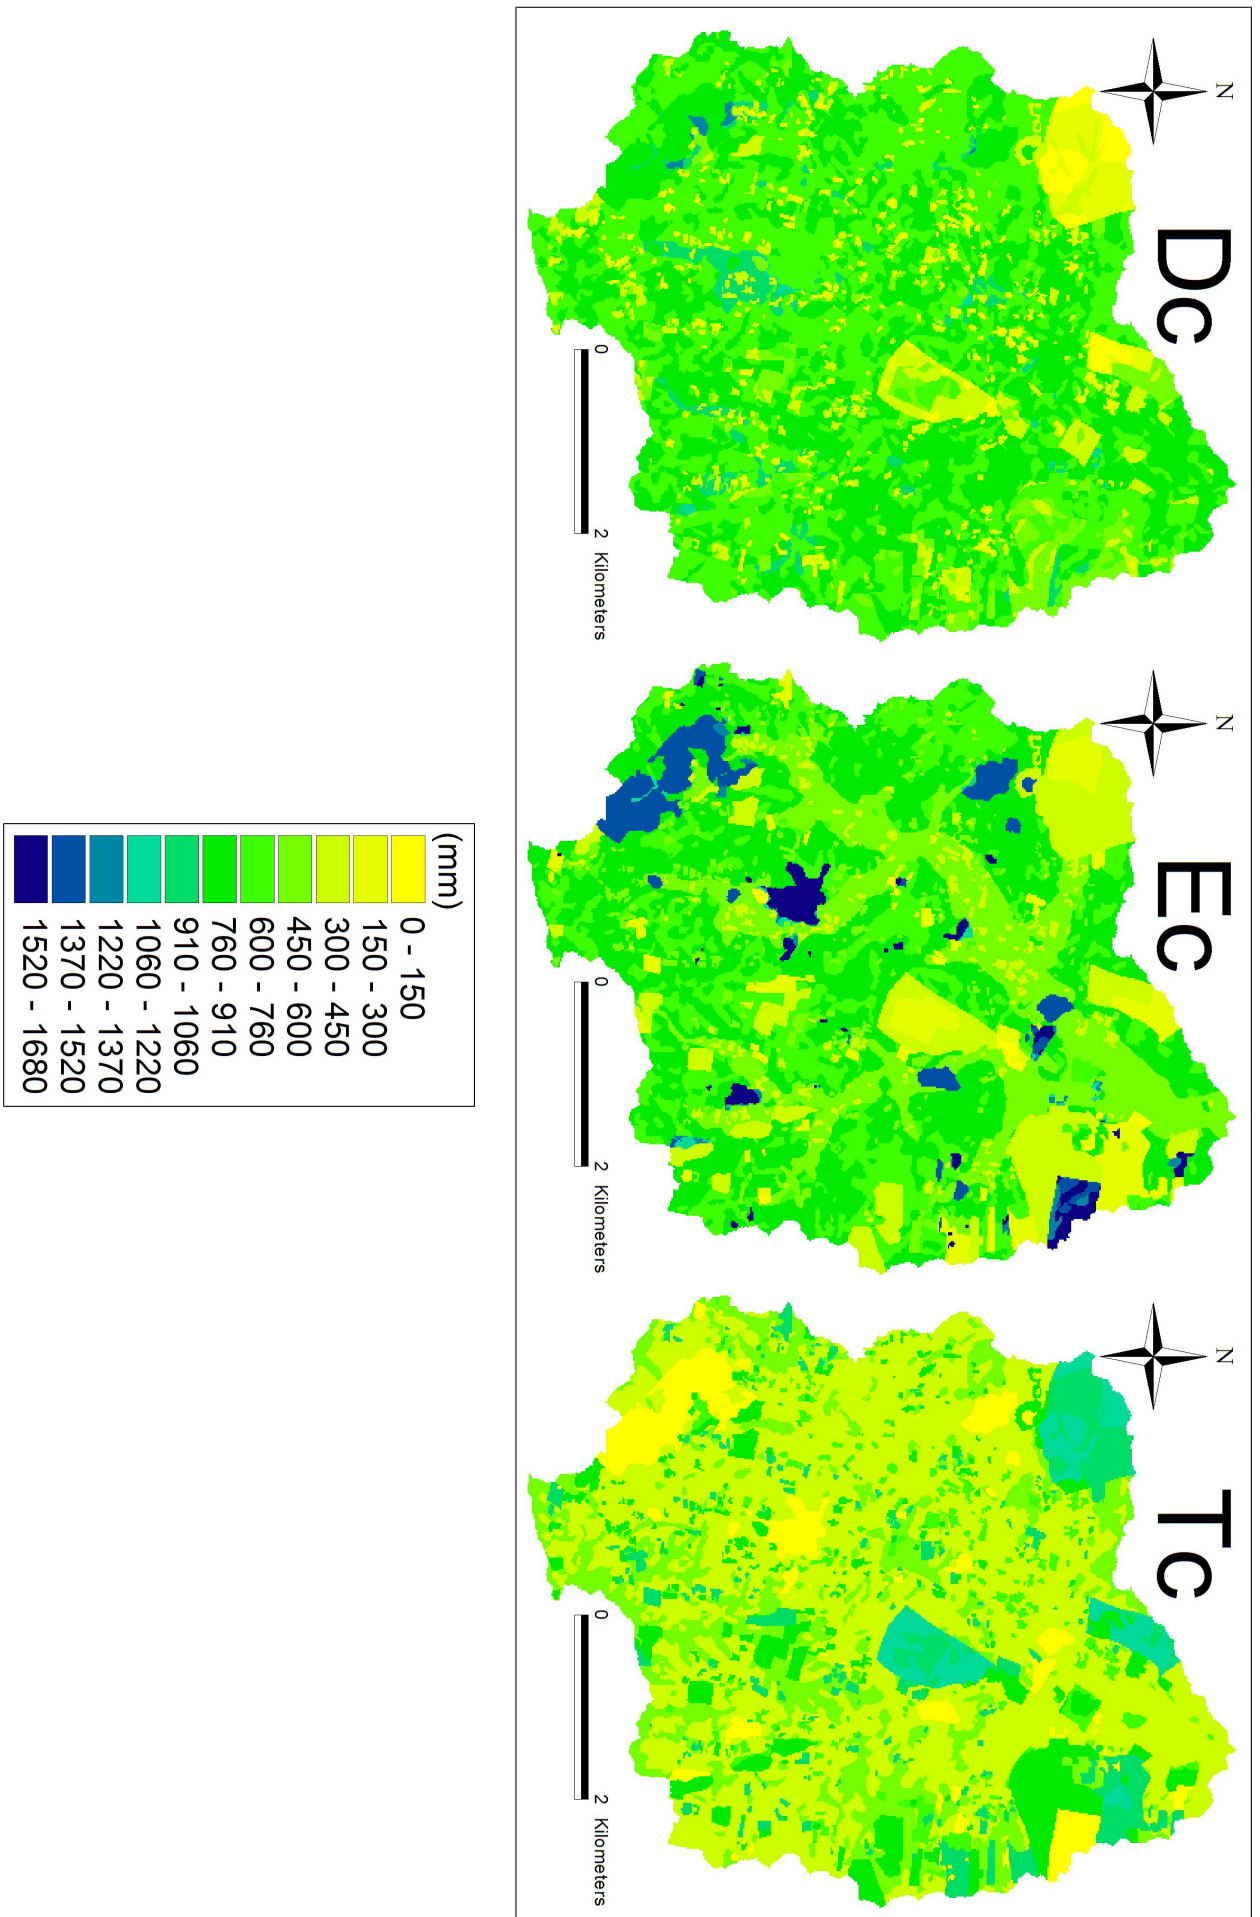 N
Dc
0 2 Kilometers
N
Ec
0 2 Kilometers
N
Tc
0 2 Kilometers
(mm)
0 - 150
150 - 300
300 - 450
450 - 600
600 - 760
760 - 910
910 - 1060
1060 - 1220
1220 - 1370
1370 - 1520
1520 - 1680